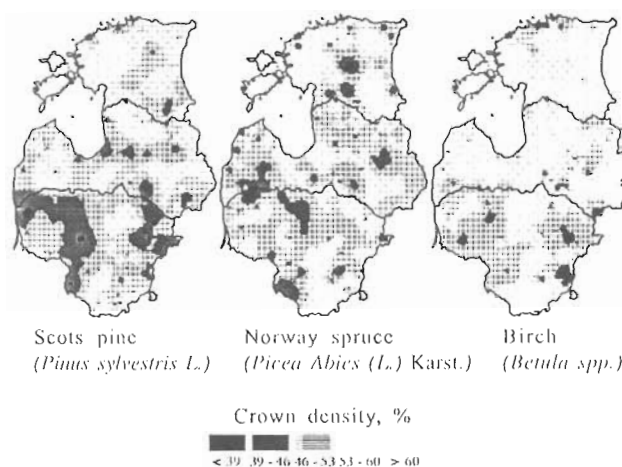 Scots pine
(Pinus sylvestris L.)
Norway spruce
(Picea Abies (L.) Karst.)
Birch
(Betula spp.)
Crown density, %
< 39 39 - 46 46 - 53 53 - 60 > 60